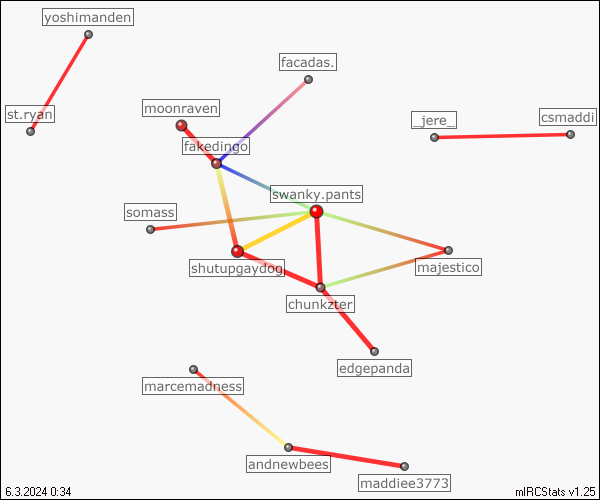 yoshimanden
facadas.
moonraven
st.ryan
_jere_
csmaddi
fakedingo
swanky.pants
somass
shutupgaydog
majestico
chunkzter
edgepanda
marcemadness
andnewbees
maddiee3773
6.3.2024 0:34
mIRCStats v1.25